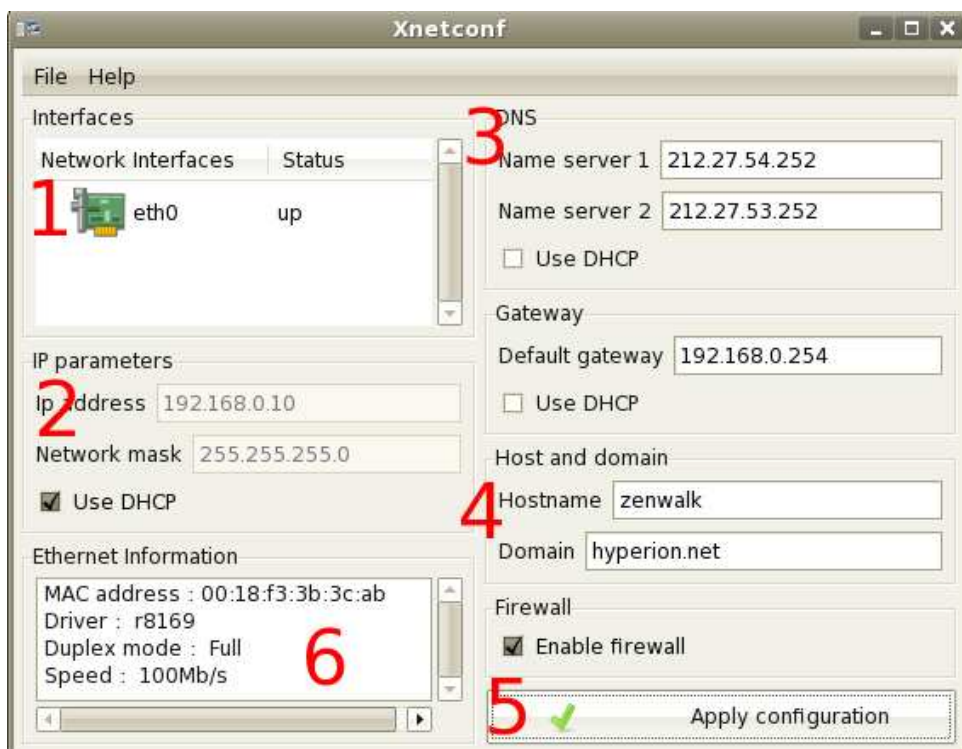 Xnetconf
File Help
Interfaces
Network Interfaces Status
1
eth0 up
IP parameters
2
Ip address 192.168.0.10
Network mask 255.255.255.0
Use DHCP
Ethernet Information
MAC address : 00:18:f3:3b:3c:ab
Driver : r8169
Duplex mode : Full
Speed : 100Mb/s
6
3
DNS
Name server 1 212.27.54.252
Name server 2 212.27.53.252
Use DHCP
Gateway
Default gateway 192.168.0.254
Use DHCP
Host and domain
4
Hostname zenwalk
Domain hyperion.net
Firewall
Enable firewall
5
Apply configuration